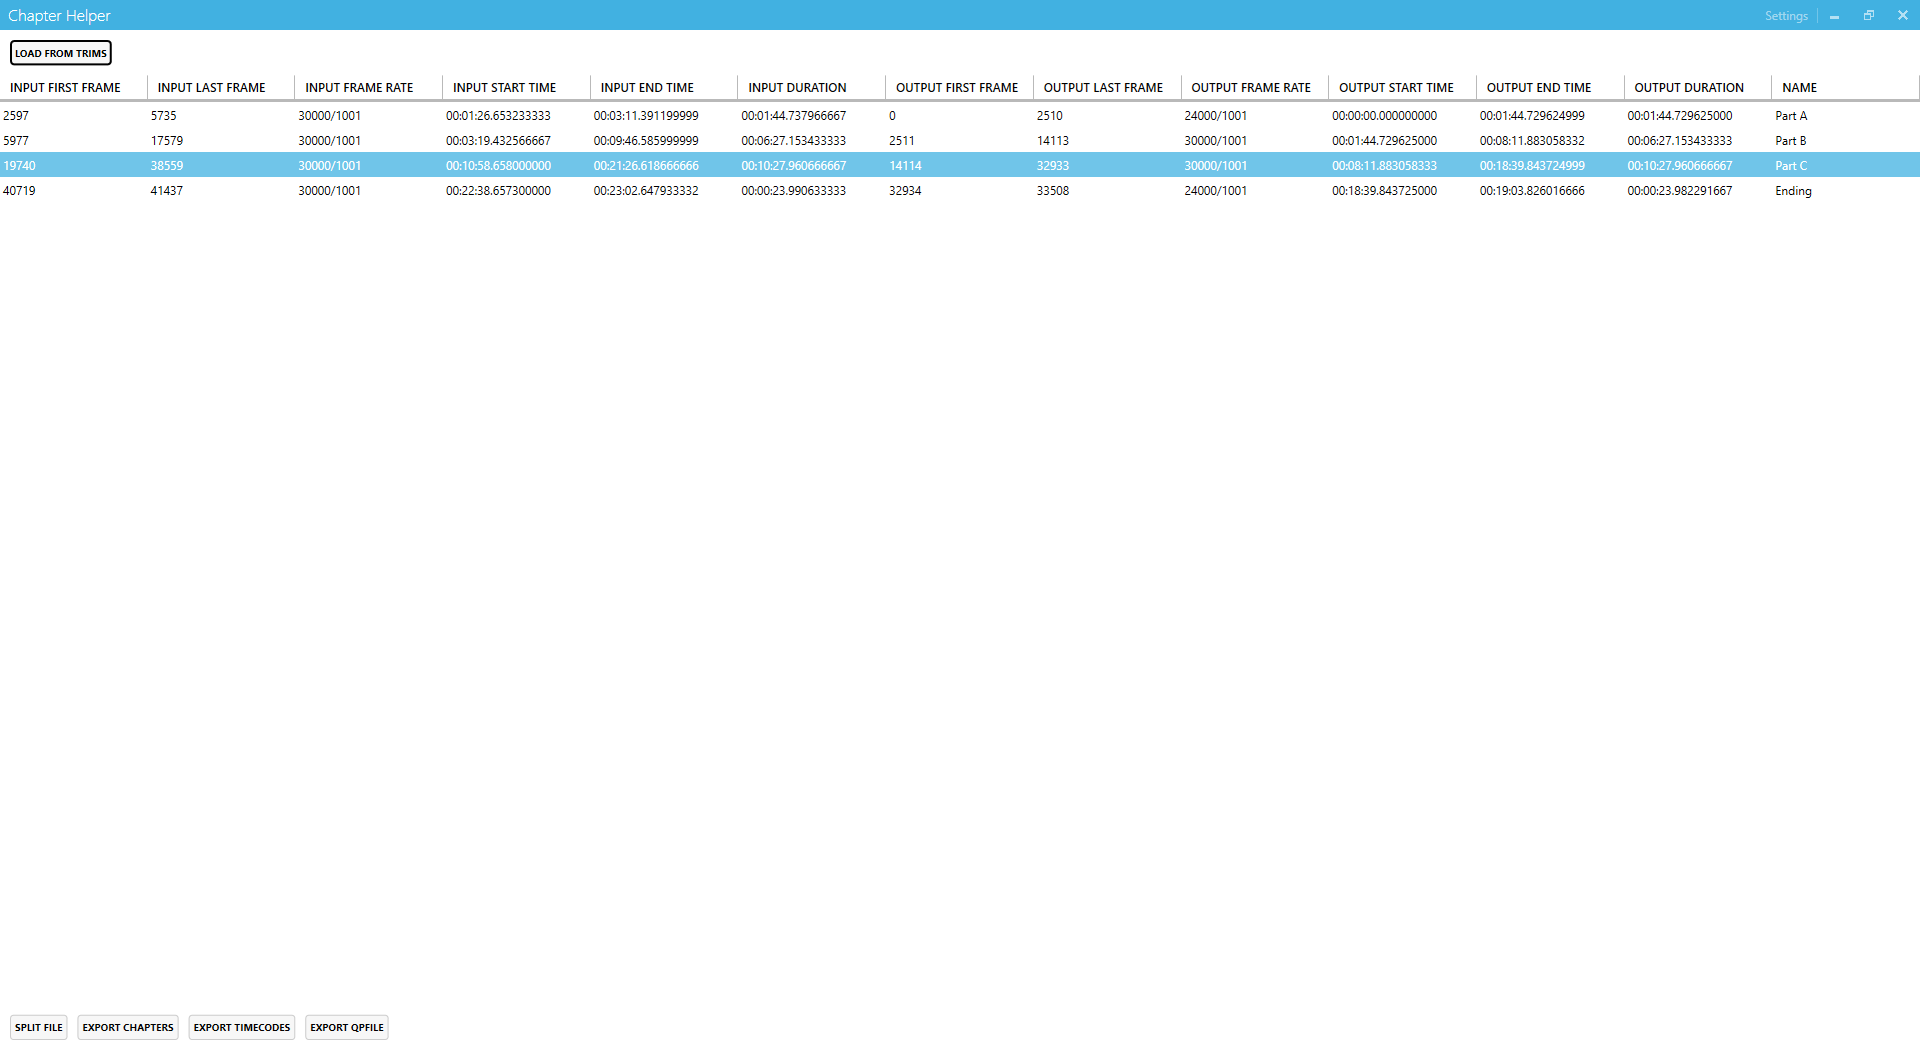 Chapter Helper Settings
LOAD FROM TRIMS
INPUT FIRST FRAME INPUT LAST FRAME INPUT FRAME RATE INPUT START TIME INPUT END TIME INPUT DURATION OUTPUT FIRST FRAME OUTPUT LAST FRAME OUTPUT FRAME RATE OUTPUT START TIME OUTPUT END TIME OUTPUT DURATION NAME
2597 5735 30000/1001 00:01:26.653233333 00:03:11.391199999 00:01:44.737966667 0 2510 24000/1001 00:00:00.000000000 00:01:44.729624999 00:01:44.729625000 Part A
5977 17579 30000/1001 00:03:19.432566667 00:09:46.585999999 00:06:27.153433333 2511 14113 30000/1001 00:01:44.729625000 00:08:11.883058332 00:06:27.153433333 Part B
19740 38559 30000/1001 00:10:58.658000000 00:21:26.618666666 00:10:27.960666667 14114 32933 30000/1001 00:08:11.883058333 00:18:39.843724999 00:10:27.960666667 Part C
40719 41437 30000/1001 00:22:38.657300000 00:23:02.647933332 00:00:23.990633333 32934 33508 24000/1001 00:18:39.843725000 00:19:03.826016666 00:00:23.982291667 Ending
SPLIT FILE EXPORT CHAPTERS EXPORT TIMECODES EXPORT QPFILE